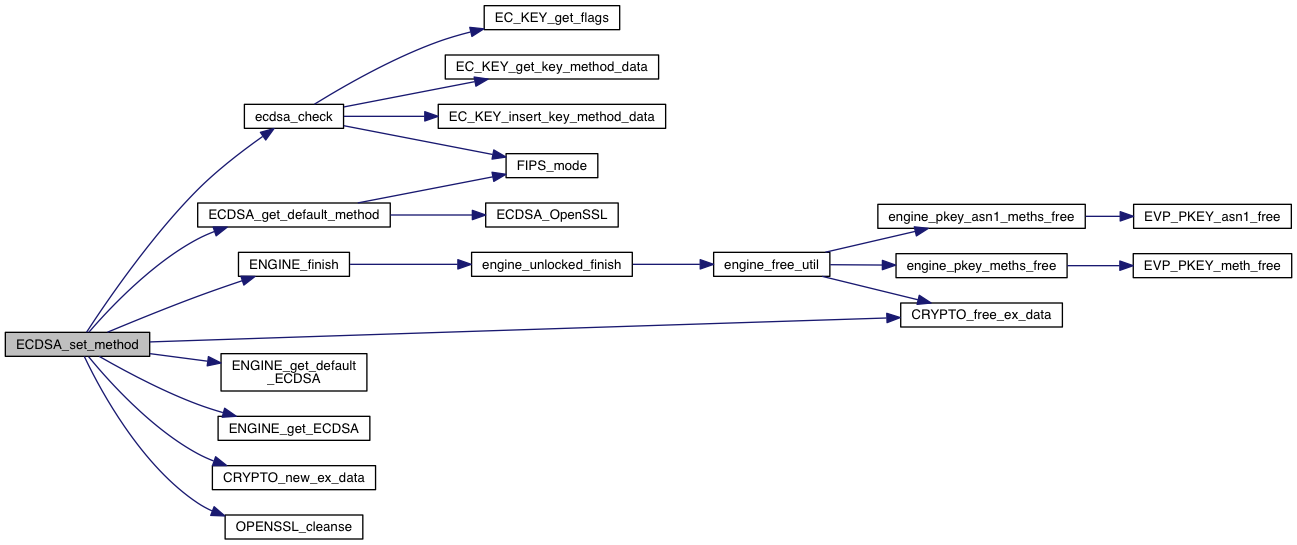 EC_KEY_get_flags
EC_KEY_get_key_method_data
ecdsa_check
EC_KEY_insert_key_method_data
FIPS_mode
ECDSA_get_default_method
ECDSA_OpenSSL
engine_pkey_asn1_meths_free
EVP_PKEY_asn1_free
ENGINE_finish
engine_unlocked_finish
engine_free_util
engine_pkey_meths_free
EVP_PKEY_meth_free
CRYPTO_free_ex_data
ECDSA_set_method
ENGINE_get_default
_ECDSA
ENGINE_get_ECDSA
CRYPTO_new_ex_data
OPENSSL_cleanse